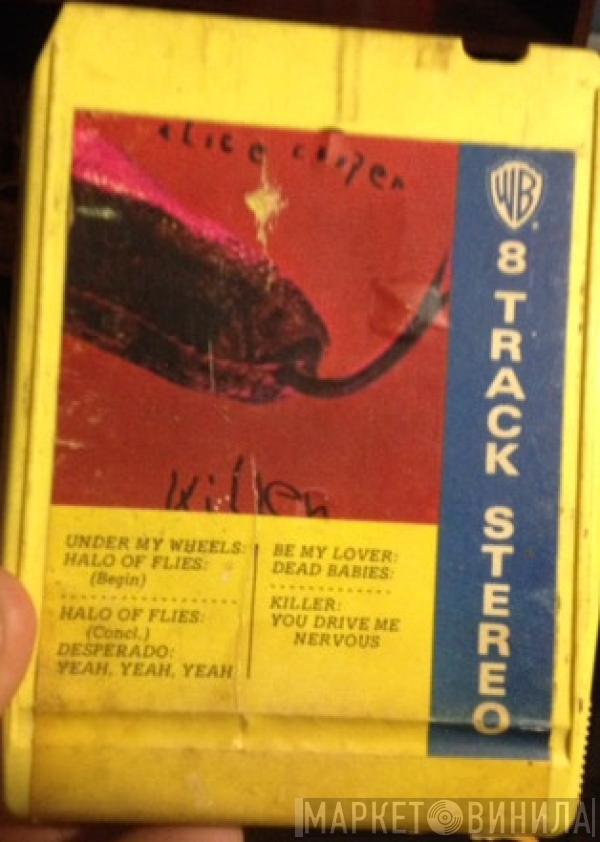 alice cooper
WB
8 TRACK STEREO
killer
UNDER MY WHEELS:
HALO OF FLIES:
(Begin)
HALO OF FLIES:
(Concl.)
DESPERADO:
YEAH, YEAH, YEAH
BE MY LOVER:
DEAD BABIES:
KILLER:
YOU DRIVE ME
NERVOUS
МАРКЕТ ВИНИЛА